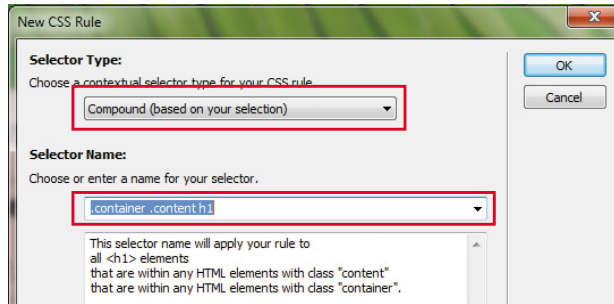 New CSS Rule
Selector Type:
Choose a contextual selector type for your CSS rule.
Compound (based on your selection)
OK
Cancel
Selector Name:
Choose or enter a name for your selector.
.container .content h1
This selector name will apply your rule to
all <h1> elements
that are within any HTML elements with class "content"
that are within any HTML elements with class "container".